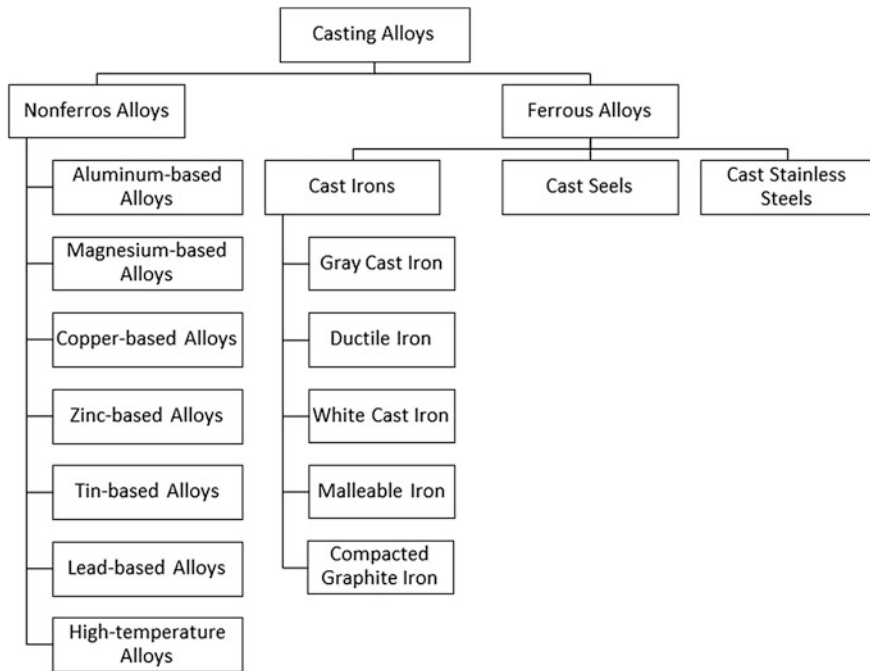 Casting Alloys
Nonferros Alloys
Ferrous Alloys
Aluminum-based
Alloys
Magnesium-based
Alloys
Copper-based Alloys
Zinc-based Alloys
Tin-based Alloys
Lead-based Alloys
High-temperature
Alloys
Cast Irons
Gray Cast Iron
Ductile Iron
White Cast Iron
Malleable Iron
Compacted
Graphite Iron
Cast Seels
Cast Stainless
Steels